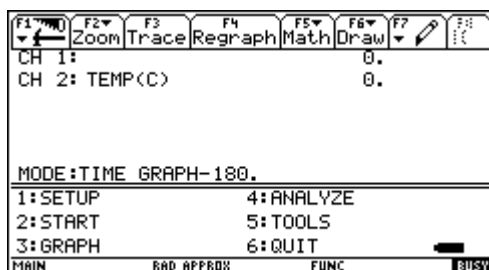 F1 F2 Zoom F3 Trace F4 Regraph F5 Math F6 Draw F7
CH 1: 0.
CH 2: TEMP(C) 0.
MODE:TIME GRAPH-180.
1:SETUP 4:ANALYZE
2:START 5:TOOLS
3:GRAPH 6:QUIT
MAIN RAD APPROX FUNC BUSY